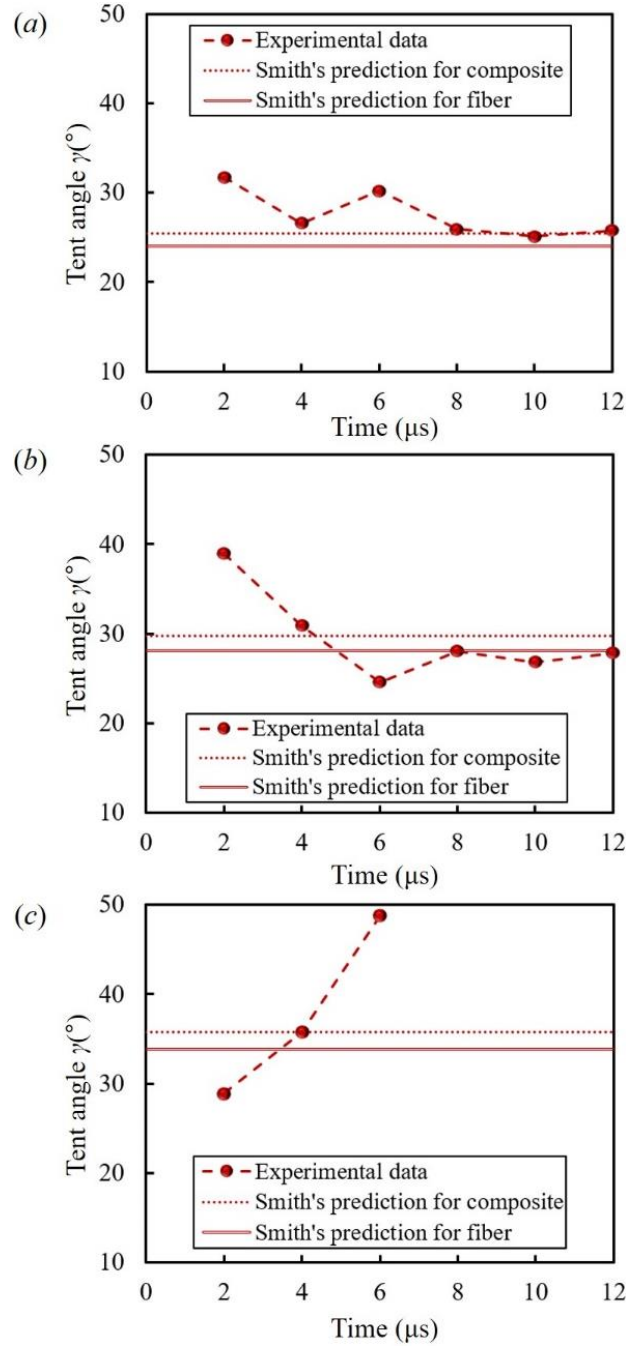 (a)
50
40
30
20
10
Tent angle γ(°)
Experimental data
Smith's prediction for composite
Smith's prediction for fiber
0 2 4 6 8 10 12
Time (μs)
(b)
50
40
30
20
10
Tent angle γ(°)
Experimental data
Smith's prediction for composite
Smith's prediction for fiber
0 2 4 6 8 10 12
Time (μs)
(c)
50
40
30
20
10
Tent angle γ(°)
Experimental data
Smith's prediction for composite
Smith's prediction for fiber
0 2 4 6 8 10 12
Time (μs)